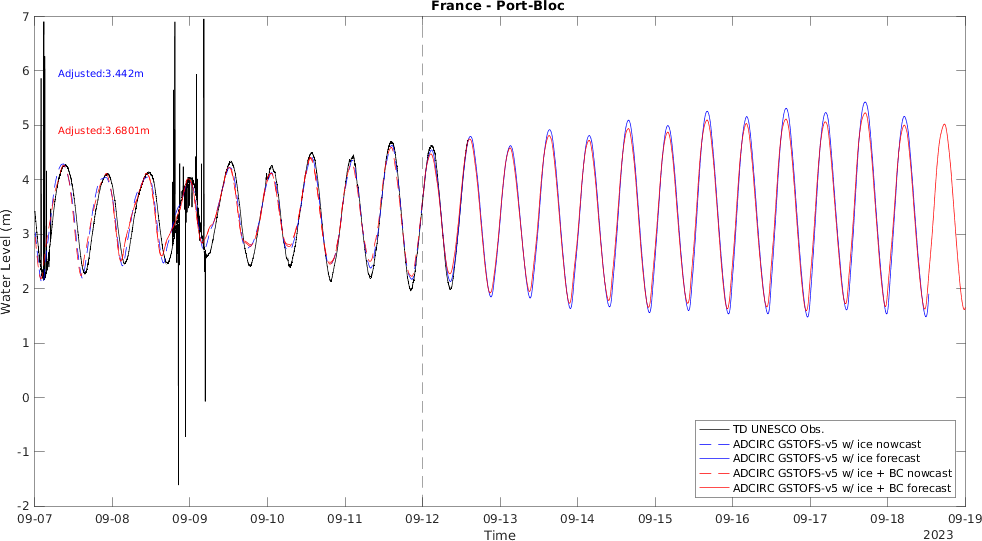 France - Port-Bloc
7
6
5
4
3
2
1
0
-1
-2
Water Level (m)
Adjusted:3.442m
Adjusted:3.6801m
TD UNESCO Obs.
ADCIRC GSTOFS-v5 w/ ice nowcast
ADCIRC GSTOFS-v5 w/ ice forecast
ADCIRC GSTOFS-v5 w/ ice + BC nowcast
ADCIRC GSTOFS-v5 w/ ice + BC forecast
09-07 09-08 09-09 09-10 09-11 09-12 09-13 09-14 09-15 09-16 09-17 09-18 09-19
Time
2023